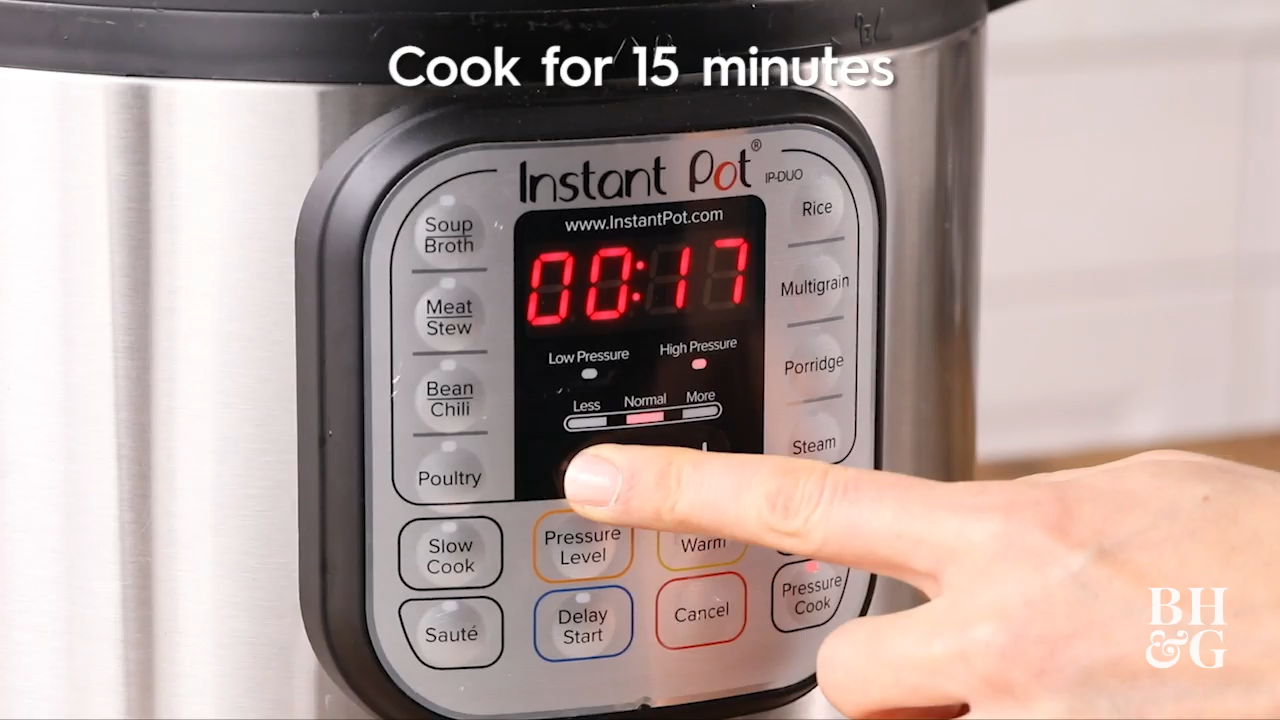 Cook for 15 minutes
Instant Pot®
IP-DUO
www.InstantPot.com
00:17
Low Pressure
High Pressure
Less
Normal
More
Soup
Broth
Meat
Stew
Bean
Chili
Poultry
Slow
Cook
Sauté
Pressure
Level
Delay
Start
Warm
Cancel
Rice
Multigrain
Porridge
Steam
Pressure
Cook
BH
&G